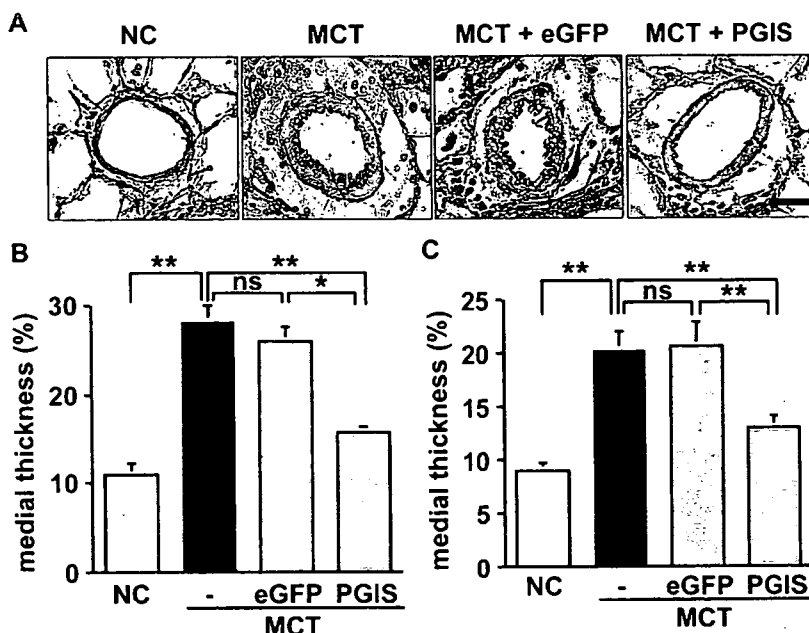 A
NC MCT MCT + eGFP MCT + PGIS
B
** **
ns *
medial thickness (%)
30
20
10
0
NC - eGFP PGIS
MCT
C
** **
ns **
medial thickness (%)
25
20
15
10
5
0
NC - eGFP PGIS
MCT